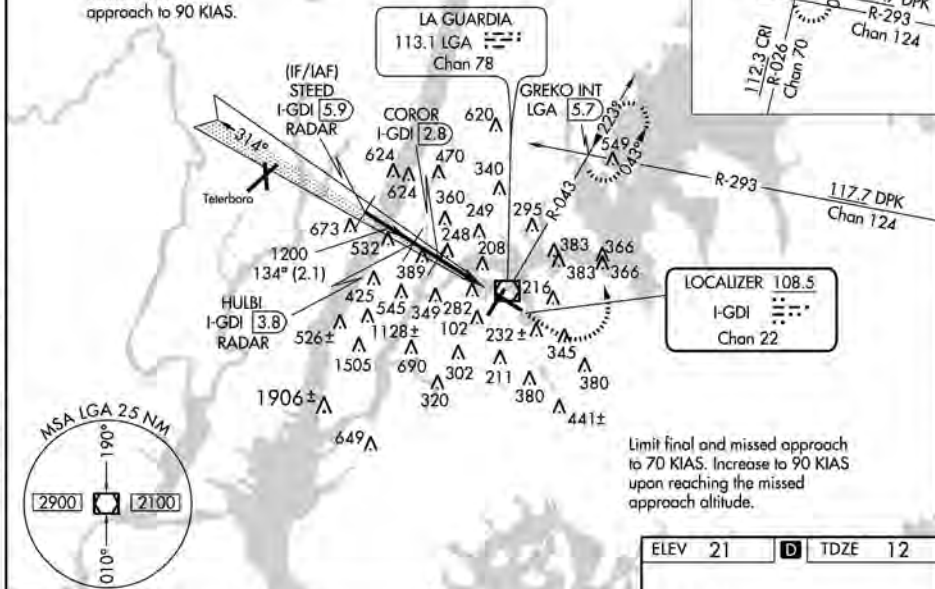 approach to 90 KIAS.
LA GUARDIA
113.1 LGA
Chan 78
DPK
R-293
Chan 124
112.3 CRI
R-026
Chan 70
(IF/IAF)
STEED
I-GDI 5.9
RADAR
COROR
I-GDI 2.8
GREKO INT
LGA 5.7
620
223°
549
043°
314°
Teterboro
624
624
470
340
R-043
R-293
117.7 DPK
Chan 124
360
249
295
673
532
248
208
383
383
366
366
1200
134° (2.1)
389
HULBI
I-GDI 3.8
RADAR
425
545
349
282
216
LOCALIZER 108.5
I-GDI
Chan 22
526±
1128±
102
232±
345
1505
690
302
211
380
380
320
1906±
441±
649
MSA LGA 25 NM
190°
2900
2100
010°
Limit final and missed approach
to 70 KIAS. Increase to 90 KIAS
upon reaching the missed
approach altitude.
ELEV 21 D TDZE 12